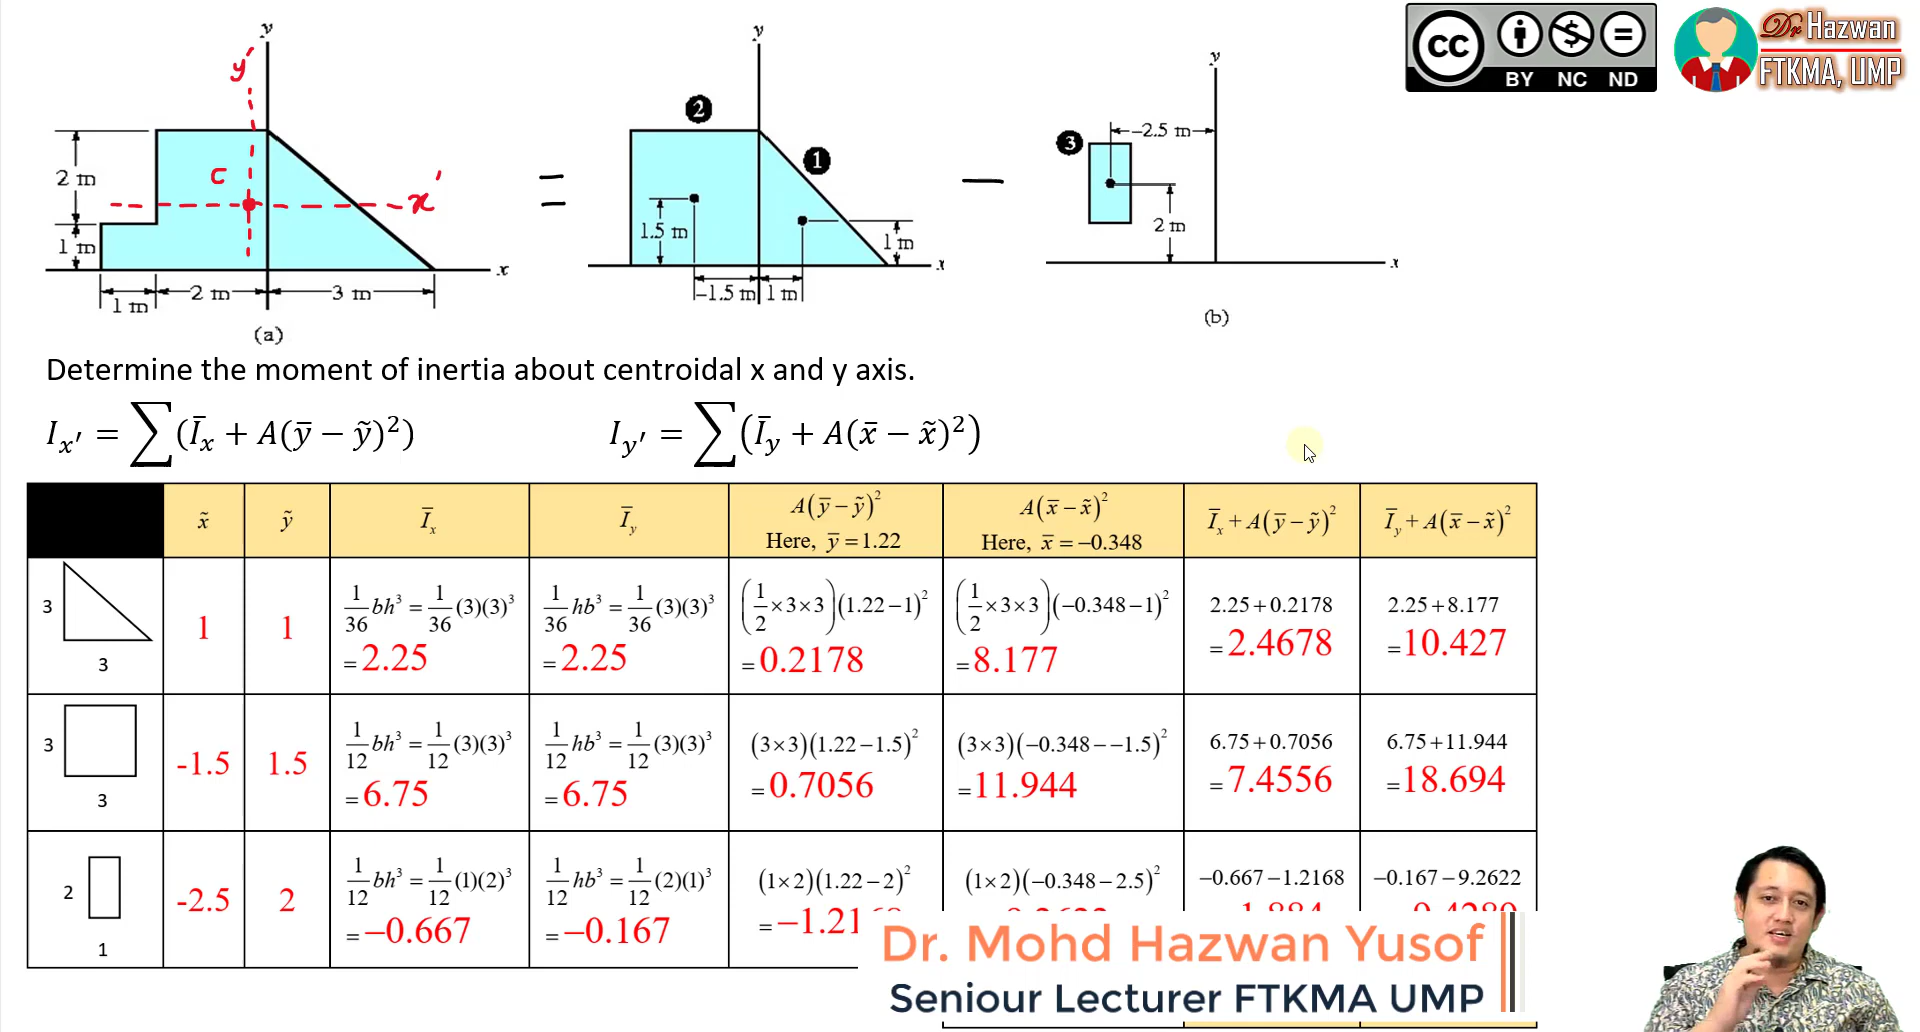 y
y′
2 m
C
x′
1 m
x
1 m
2 m
3 m
(a)
=
y
2
1
1.5 m
1 m
x
-1.5 m
1 m
−
y
3
-2.5 m
2 m
x
(b)
CC
BY NC ND
Dr Hazwan
FTKMA, UMP
Determine the moment of inertia about centroidal x and y axis.
I_x′ = ∑(Ī_x + A(ȳ − ỹ)²)
I_y′ = ∑(Ī_y + A(x̄ − x̃)²)
x̃ ỹ Ī_x Ī_y A(ȳ − ỹ)² Here, ȳ = 1.22 A(x̄ − x̃)² Here, x̄ = −0.348 Ī_x + A(ȳ − ỹ)² Ī_y + A(x̄ − x̃)²
3
3
1
1
1/36 bh³ = 1/36 (3)(3)³
= 2.25
1/36 hb³ = 1/36 (3)(3)³
= 2.25
(1/2 × 3 × 3)(1.22 − 1)²
= 0.2178
(1/2 × 3 × 3)(−0.348 − 1)²
= 8.177
2.25 + 0.2178
= 2.4678
2.25 + 8.177
= 10.427
3
3
-1.5
1.5
1/12 bh³ = 1/12 (3)(3)³
= 6.75
1/12 hb³ = 1/12 (3)(3)³
= 6.75
(3×3)(1.22 − 1.5)²
= 0.7056
(3×3)(−0.348 − −1.5)²
= 11.944
6.75 + 0.7056
= 7.4556
6.75 + 11.944
= 18.694
2
1
-2.5
2
1/12 bh³ = 1/12 (1)(2)³
= −0.667
1/12 hb³ = 1/12 (2)(1)³
= −0.167
(1×2)(1.22 − 2)²
= −1.21
(1×2)(−0.348 − 2.5)²
−0.667 − 1.2168
−0.167 − 9.2622
Dr. Mohd Hazwan Yusof
Seniour Lecturer FTKMA UMP